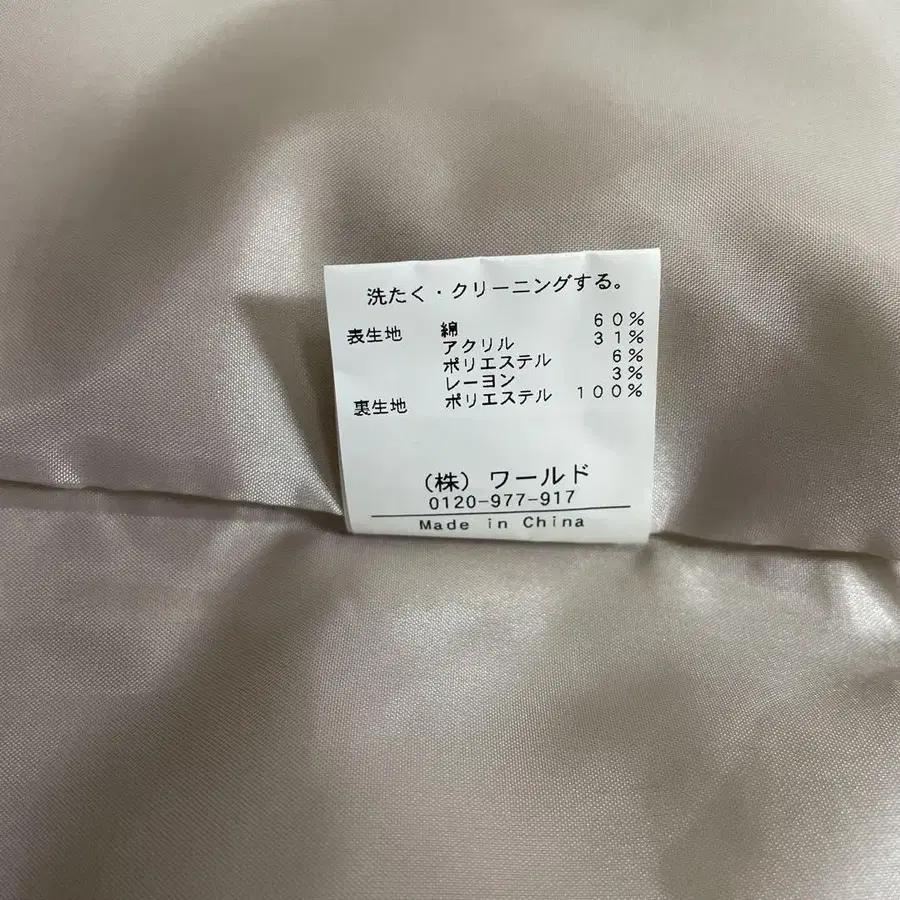 洗たく・クリーニングする。
表生地 綿 60%
アクリル 31%
ポリエステル 6%
レーヨン 3%
裏生地 ポリエステル 100%
(株) ワールド
0120-977-917
Made in China